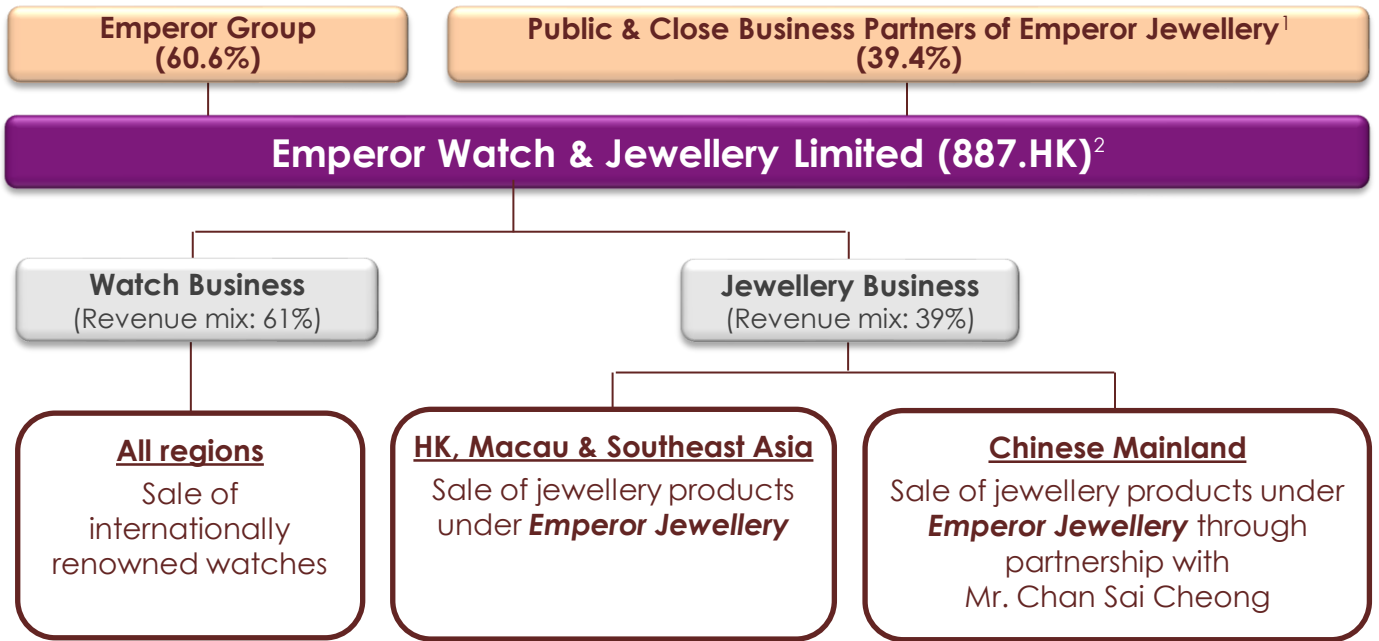 Emperor Group
(60.6%)
Public & Close Business Partners of Emperor Jewellery¹
(39.4%)
Emperor Watch & Jewellery Limited (887.HK)²
Watch Business
(Revenue mix: 61%)
Jewellery Business
(Revenue mix: 39%)
All regions
Sale of
internationally
renowned watches
HK, Macau & Southeast Asia
Sale of jewellery products
under Emperor Jewellery
Chinese Mainland
Sale of jewellery products under
Emperor Jewellery through
partnership with
Mr. Chan Sai Cheong